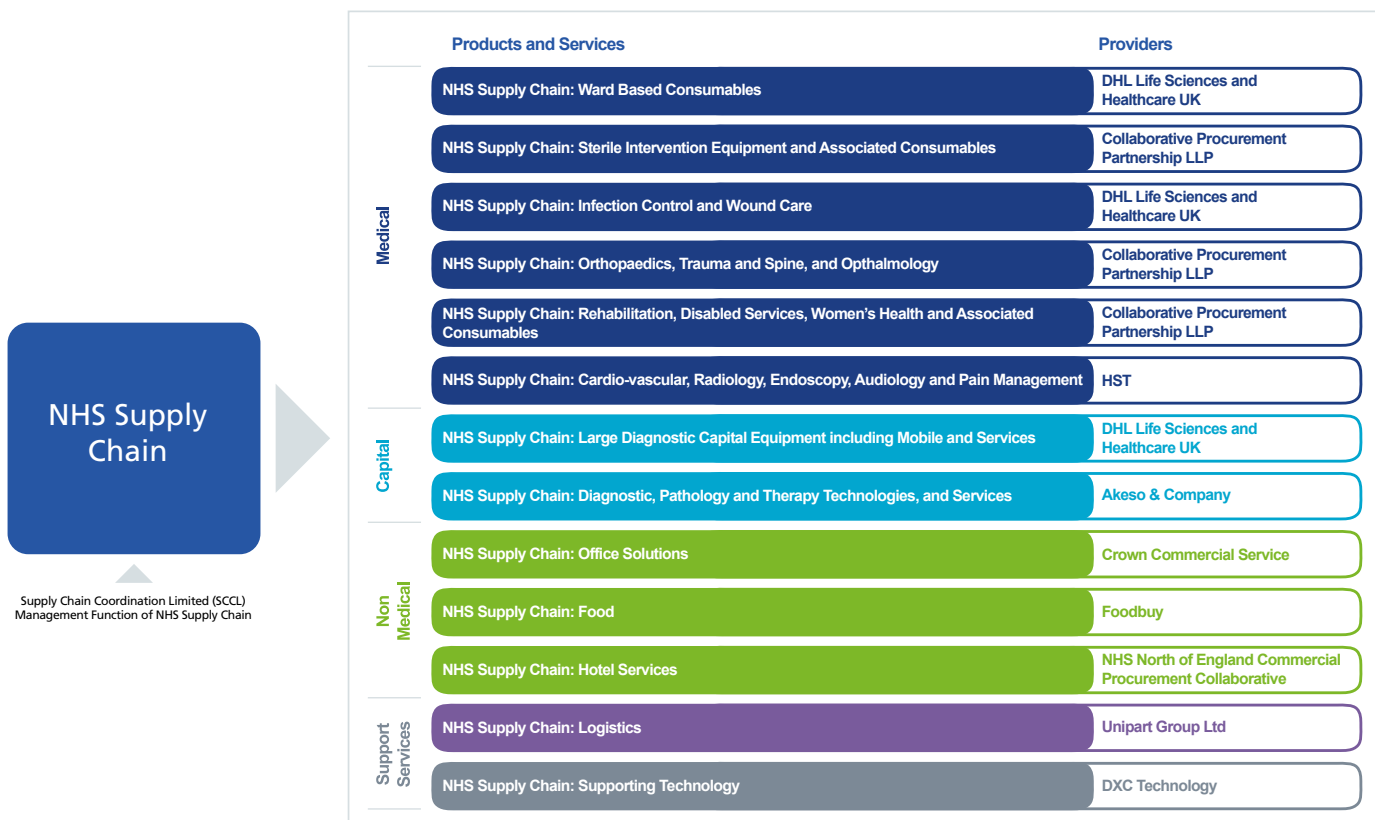 Products and Services
Providers
Medical
NHS Supply Chain: Ward Based Consumables
DHL Life Sciences and
Healthcare UK
NHS Supply Chain: Sterile Intervention Equipment and Associated Consumables
Collaborative Procurement
Partnership LLP
NHS Supply Chain: Infection Control and Wound Care
DHL Life Sciences and
Healthcare UK
NHS Supply Chain: Orthopaedics, Trauma and Spine, and Opthalmology
Collaborative Procurement
Partnership LLP
NHS Supply Chain: Rehabilitation, Disabled Services, Women’s Health and Associated
Consumables
Collaborative Procurement
Partnership LLP
NHS Supply Chain: Cardio-vascular, Radiology, Endoscopy, Audiology and Pain Management
HST
Capital
NHS Supply Chain: Large Diagnostic Capital Equipment including Mobile and Services
DHL Life Sciences and
Healthcare UK
NHS Supply Chain: Diagnostic, Pathology and Therapy Technologies, and Services
Akeso & Company
Non
Medical
NHS Supply Chain: Office Solutions
Crown Commercial Service
NHS Supply Chain: Food
Foodbuy
NHS Supply Chain: Hotel Services
NHS North of England Commercial
Procurement Collaborative
Support
Services
NHS Supply Chain: Logistics
Unipart Group Ltd
NHS Supply Chain: Supporting Technology
DXC Technology
NHS Supply
Chain
Supply Chain Coordination Limited (SCCL)
Management Function of NHS Supply Chain